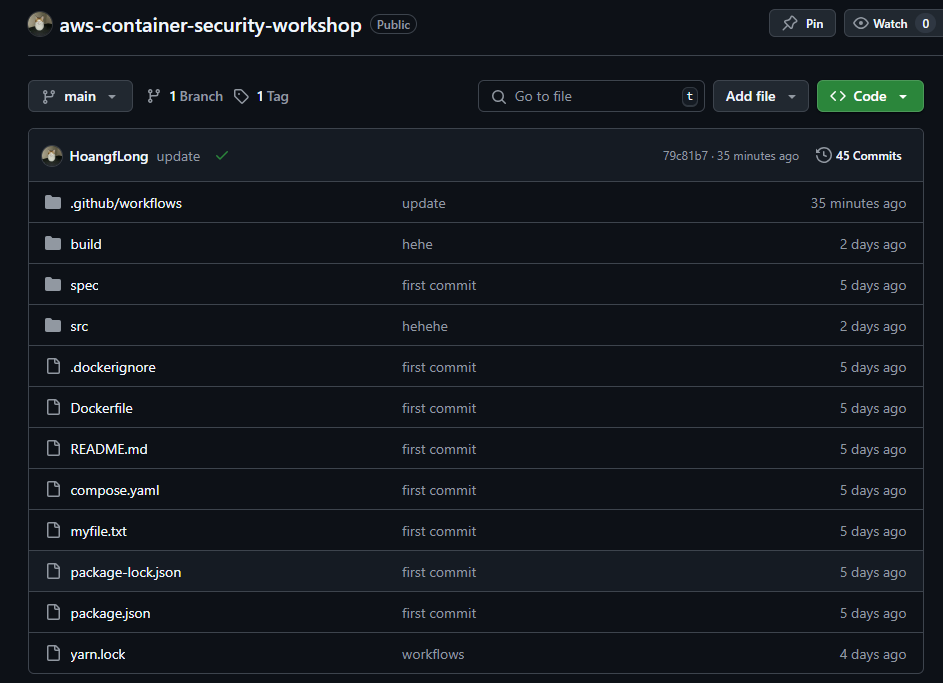 aws-container-security-workshop Public Pin Watch 0
main 1 Branch 1 Tag Go to file t Add file <> Code
HoangfLong update 79c81b7 · 35 minutes ago 45 Commits
.github/workflows update 35 minutes ago
build hehe 2 days ago
spec first commit 5 days ago
src hehehe 2 days ago
.dockerignore first commit 5 days ago
Dockerfile first commit 5 days ago
README.md first commit 5 days ago
compose.yaml first commit 5 days ago
myfile.txt first commit 5 days ago
package-lock.json first commit 5 days ago
package.json first commit 5 days ago
yarn.lock workflows 4 days ago